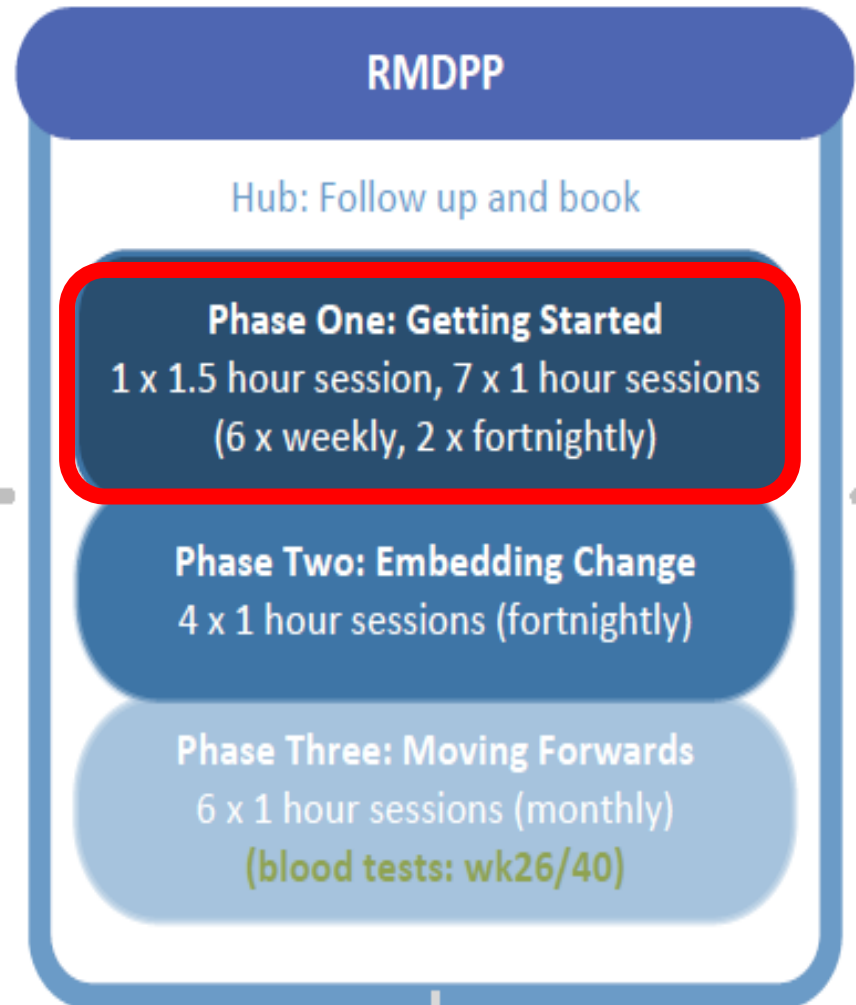 RMDPP
Hub: Follow up and book
Phase One: Getting Started
1 x 1.5 hour session, 7 x 1 hour sessions
(6 x weekly, 2 x fortnightly)
Phase Two: Embedding Change
4 x 1 hour sessions (fortnightly)
Phase Three: Moving Forwards
6 x 1 hour sessions (monthly)
(blood tests: wk26/40)